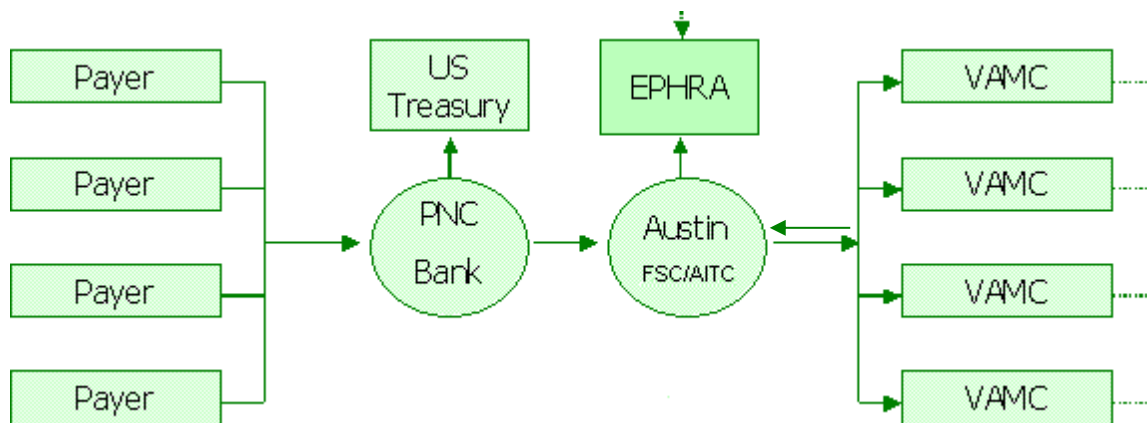 Payer
Payer
Payer
Payer
US
Treasury
PNC
Bank
EPHRA
Austin
FSC/AITC
VAMC
VAMC
VAMC
VAMC